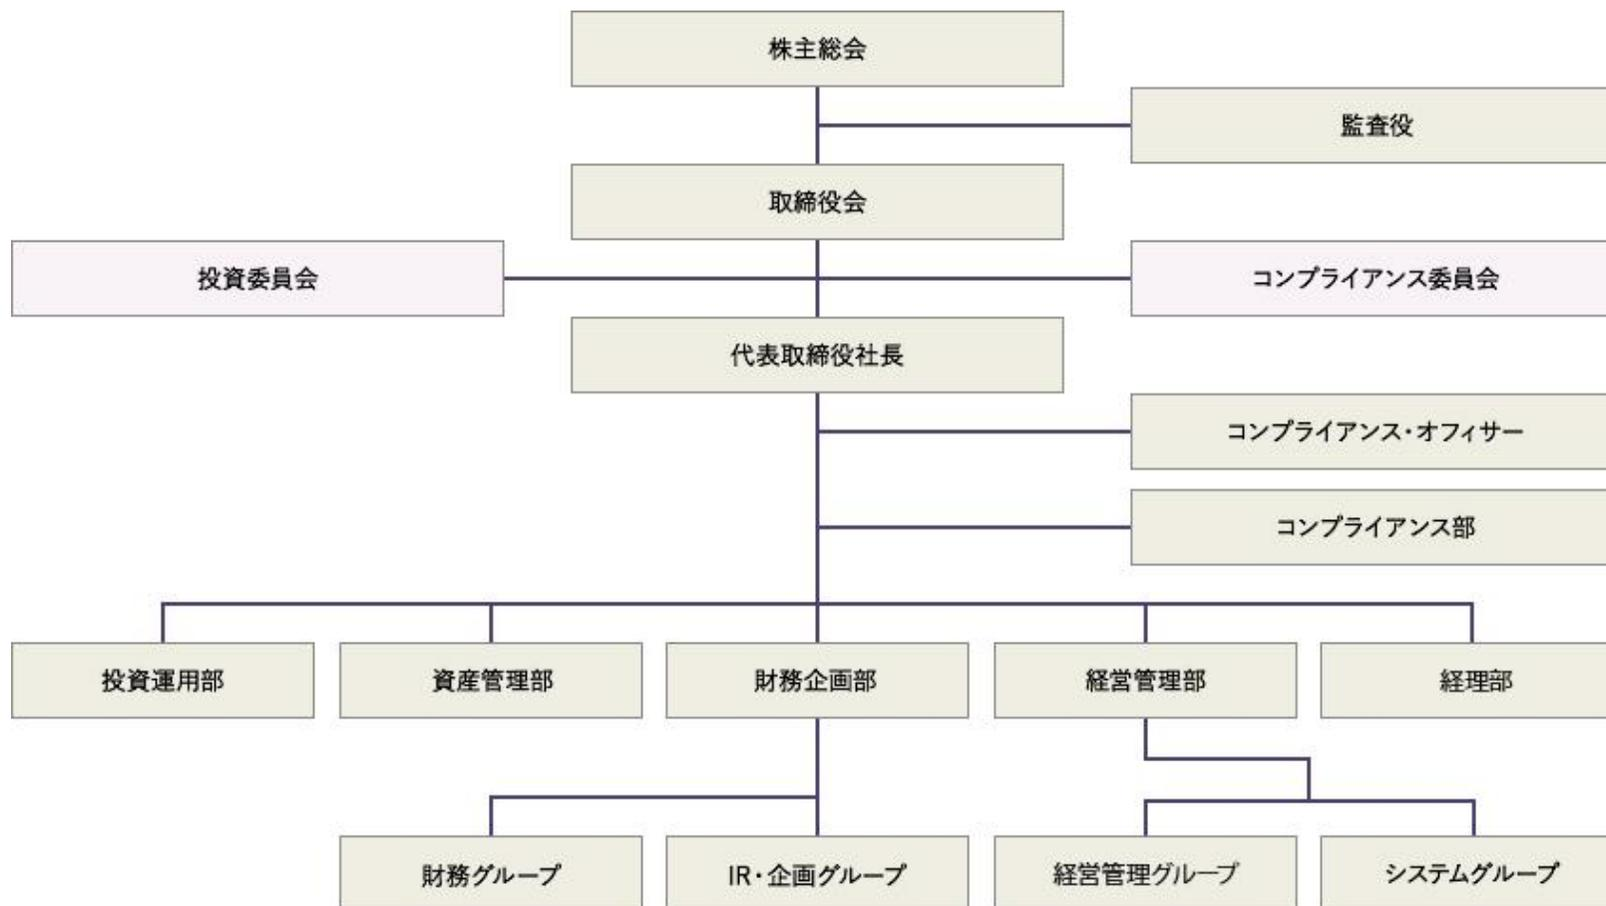 株主総会
監査役
取締役会
投資委員会
コンプライアンス委員会
代表取締役社長
コンプライアンス・オフィサー
コンプライアンス部
投資運用部
資産管理部
財務企画部
経営管理部
経理部
財務グループ
IR・企画グループ
経営管理グループ
システムグループ